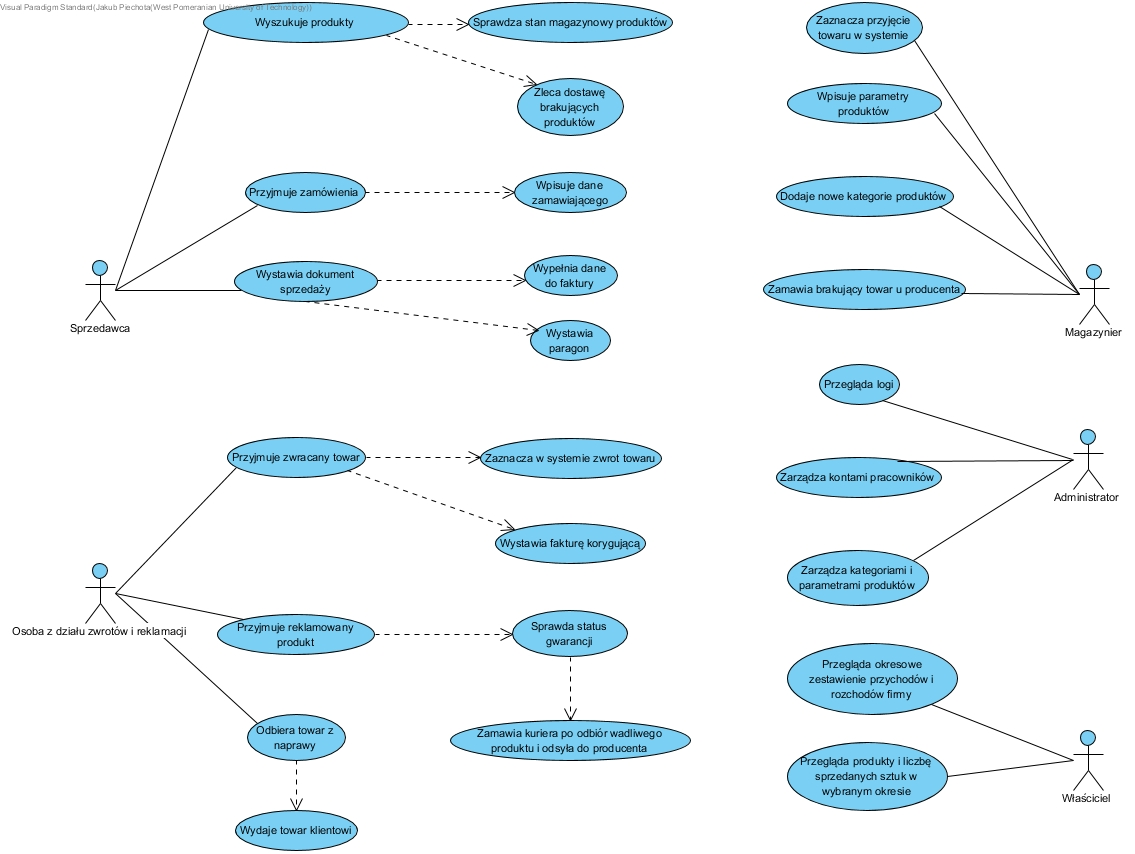 Visual Paradigm Standard(Jakub Piechota(West Pomeranian University of Technology))
Wyszukuje produkty
Sprawdza stan magazynowy produktów
Zleca dostawę
brakujących
produktów
Przyjmuje zamówienia
Wpisuje dane
zamawiającego
Wystawia dokument
sprzedaży
Wypełnia dane
do faktury
Wystawia
paragon
Sprzedawca
Zaznacza przyjęcie
towaru w systemie
Wpisuje parametry
produktów
Dodaje nowe kategorie produktów
Zamawia brakujący towar u producenta
Magazynier
Przegląda logi
Zarządza kontami pracowników
Zarządza kategoriami i
parametrami produktów
Administrator
Przyjmuje zwracany towar
Zaznacza w systemie zwrot towaru
Wystawia fakturę korygującą
Osoba z działu zwrotów i reklamacji
Przyjmuje reklamowany
produkt
Sprawda status
gwarancji
Zamawia kuriera po odbiór wadliwego
produktu i odsyła do producenta
Odbiera towar z
naprawy
Wydaje towar klientowi
Przegląda okresowe
zestawienie przychodów i
rozchodów firmy
Przegląda produkty i liczbę
sprzedanych sztuk w
wybranym okresie
Właściciel